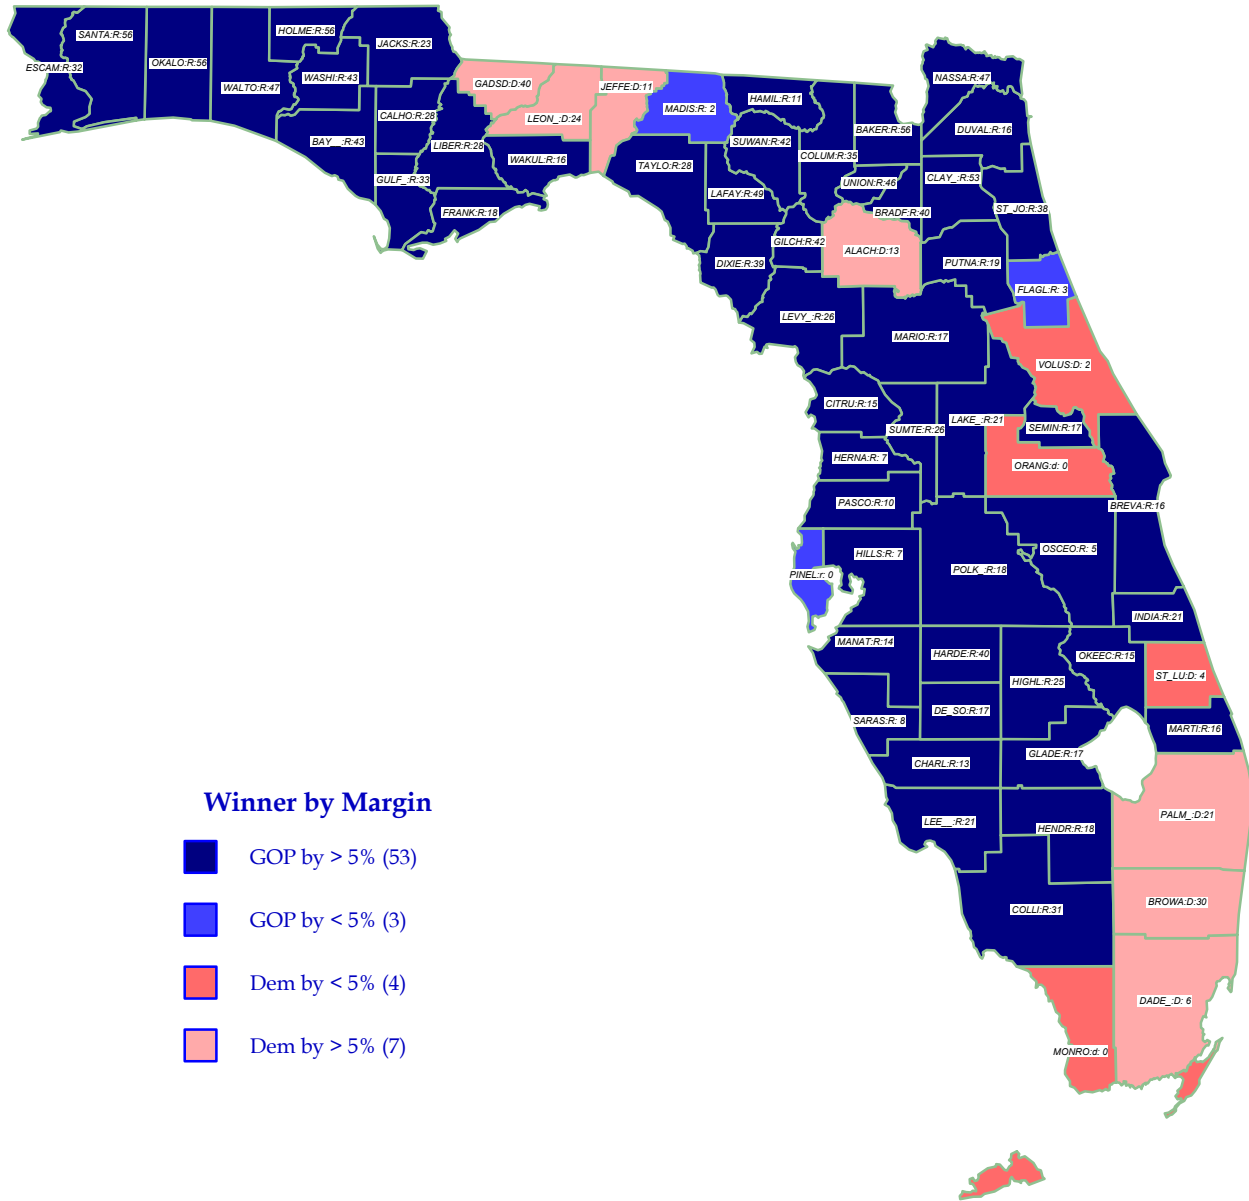 SANTA:R:56
HOLME:R:56
JACKS:R:23
ESCAM:R:32
OKALO:R:56
WALTO:R:47
WASHI:R:43
GADSD:D:40
JEFFE:D:11
MADIS:R: 2
HAMIL:R:11
NASSA:R:47
CALHO:R:28
LEON_:D:24
BAKER:R:56
DUVAL:R:16
BAY__:R:43
LIBER:R:28
WAKUL:R:16
TAYLO:R:28
SUWAN:R:42
COLUM:R:35
GULF_:R:33
LAFAY:R:49
UNION:R:46
CLAY_:R:53
FRANK:R:18
BRADF:R:40
ST_JO:R:38
GILCH:R:42
ALACH:D:13
DIXIE:R:39
PUTNA:R:19
FLAGL:R: 3
LEVY_:R:26
MARIO:R:17
VOLUS:D: 2
CITRU:R:15
SUMTE:R:26
LAKE_:R:21
SEMIN:R:17
HERNA:R: 7
ORANG:d: 0
PASCO:R:10
BREVA:R:16
HILLS:R: 7
OSCEO:R: 5
PINEL:r: 0
POLK_:R:18
INDIA:R:21
MANAT:R:14
HARDE:R:40
OKEEC:R:15
HIGHL:R:25
ST_LU:D: 4
SARAS:R: 8
DE_SO:R:17
MARTI:R:16
CHARL:R:13
GLADE:R:17
LEE__:R:21
HENDR:R:18
PALM_:D:21
COLLI:R:31
BROWA:D:30
DADE_:D: 6
MONRO:d: 0
Winner by Margin
GOP by > 5% (53)
GOP by < 5% (3)
Dem by < 5% (4)
Dem by > 5% (7)